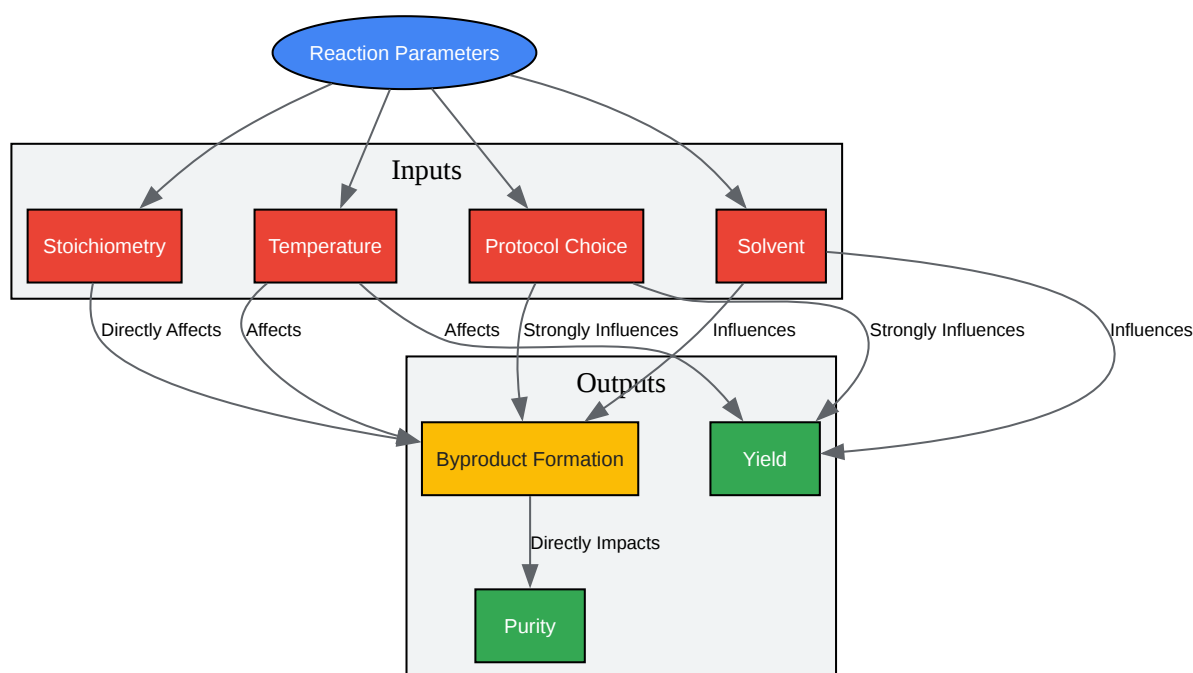 Reaction Parameters
Inputs
Stoichiometry
Temperature
Protocol Choice
Solvent
Directly Affects
Affects
Affects
Strongly Influences
Influences
Strongly Influences
Influences
Outputs
Byproduct Formation
Yield
Directly Impacts
Purity